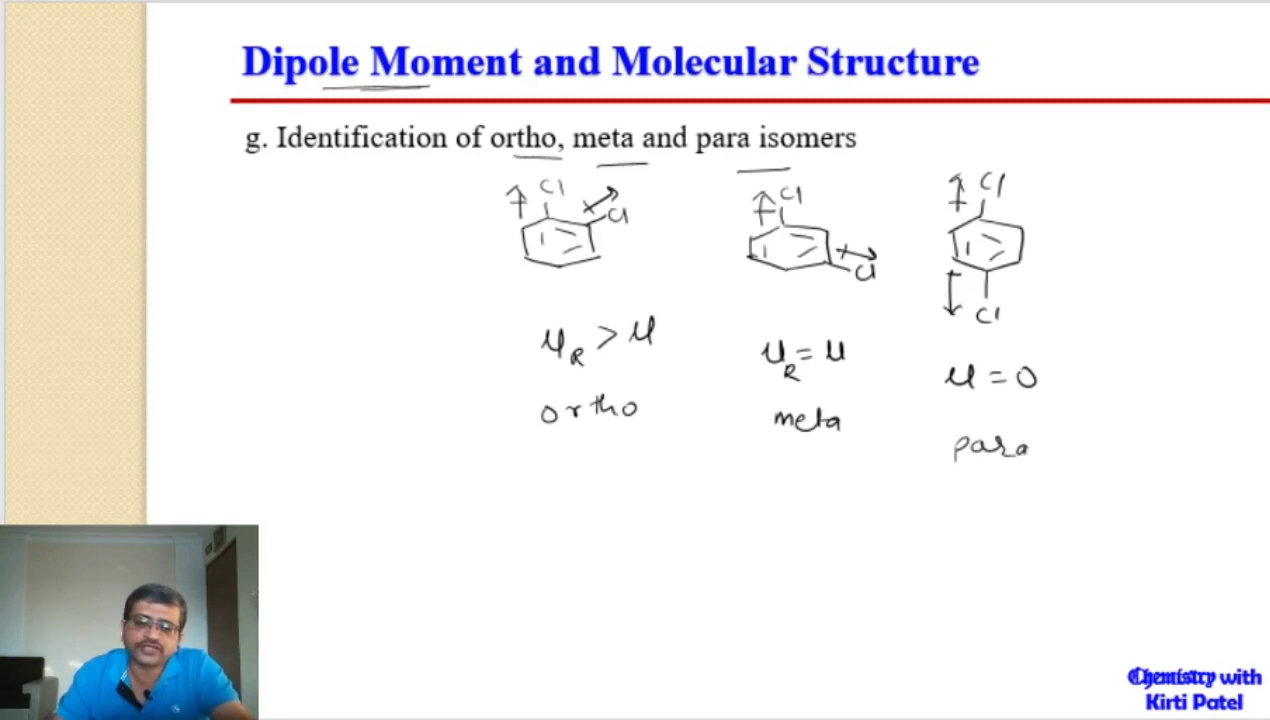 Dipole Moment and Molecular Structure
g. Identification of ortho, meta and para isomers
Cl Cl
Cl Cl
Cl Cl
μR > μ
ortho
μR = μ
meta
μ = 0
para
Chemistry with
Kirti Patel